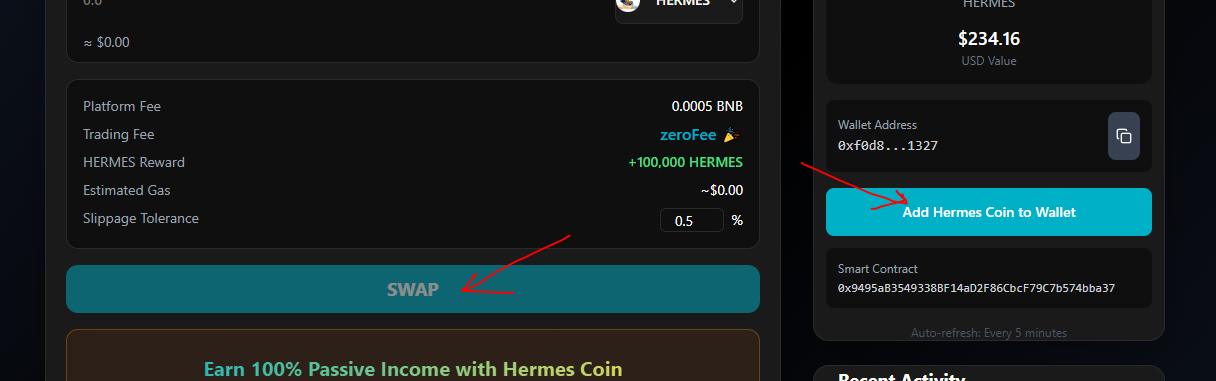 0.0
HERMES
≈ $0.00
Platform Fee
0.0005 BNB
Trading Fee
zeroFee 🎉
HERMES Reward
+100,000 HERMES
Estimated Gas
~$0.00
Slippage Tolerance
0.5 %
SWAP
Earn 100% Passive Income with Hermes Coin
HERMES
$234.16
USD Value
Wallet Address
0xf0d8...1327
Add Hermes Coin to Wallet
Smart Contract
0x9495aB3549338BF14aD2F86CbcF79C7b574bba37
Auto-refresh: Every 5 minutes
Recent Activity